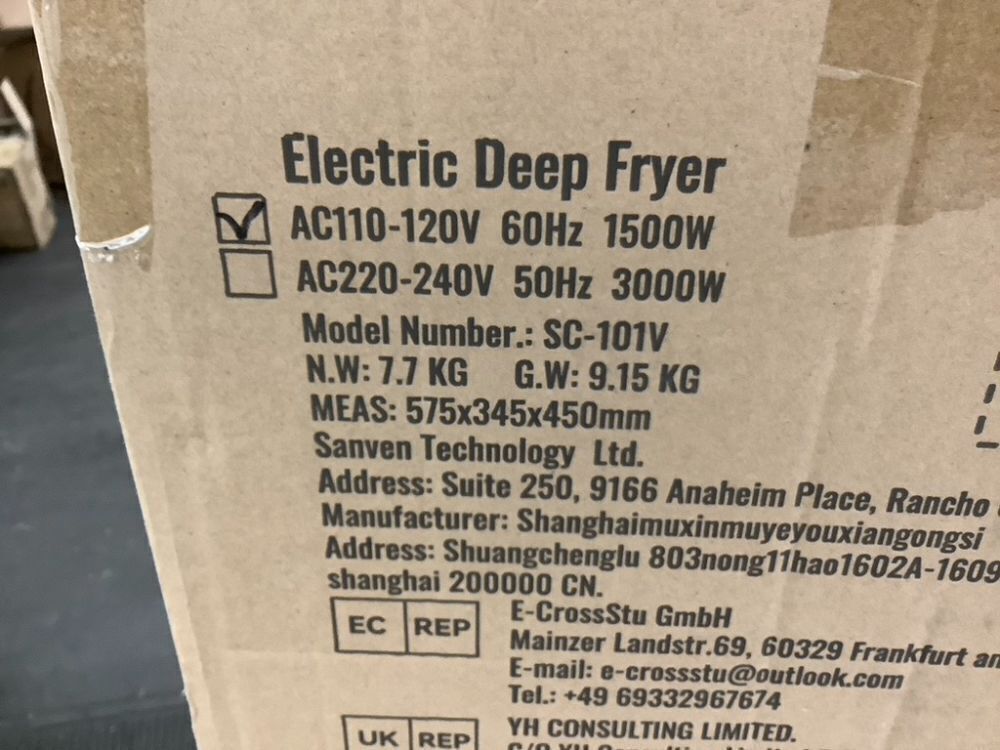 Electric Deep Fryer
AC110-120V 60Hz 1500W
AC220-240V 50Hz 3000W
Model Number.: SC-101V
N.W: 7.7 KG G.W: 9.15 KG
MEAS: 575x345x450mm
Sanven Technology Ltd.
Address: Suite 250, 9166 Anaheim Place, Rancho
Manufacturer: Shanghaimuxinmuyeyouxiangongsi
Address: Shuangchenglu 803nong11hao1602A-1609
shanghai 200000 CN.
EC REP
E-CrossStu GmbH
Mainzer Landstr.69, 60329 Frankfurt am
E-mail: e-crossstu@outlook.com
Tel.: +49 69332967674
UK REP
YH CONSULTING LIMITED.